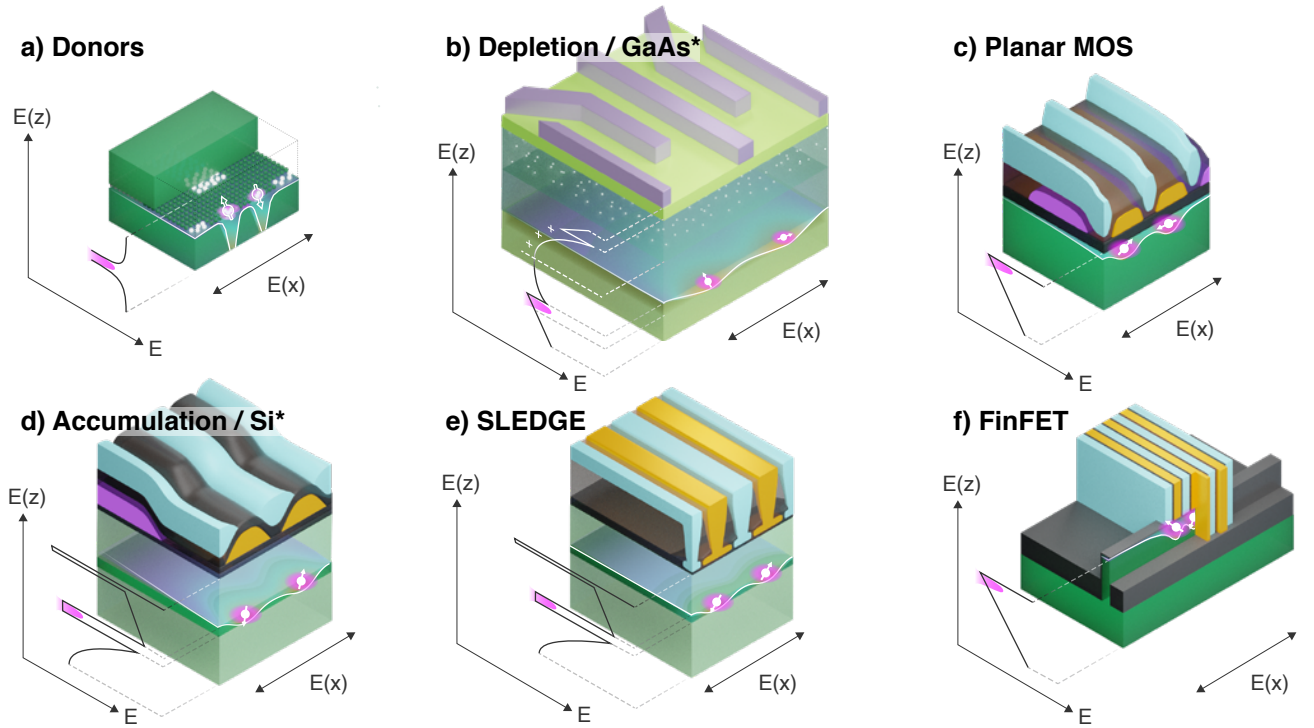 a) Donors
E(z)
E(x)
E
b) Depletion / GaAs*
E(z)
E(x)
E
c) Planar MOS
E(z)
E(x)
E
d) Accumulation / Si*
E(z)
E(x)
E
e) SLEDGE
E(z)
E(x)
E
f) FinFET
E(z)
E(x)
E